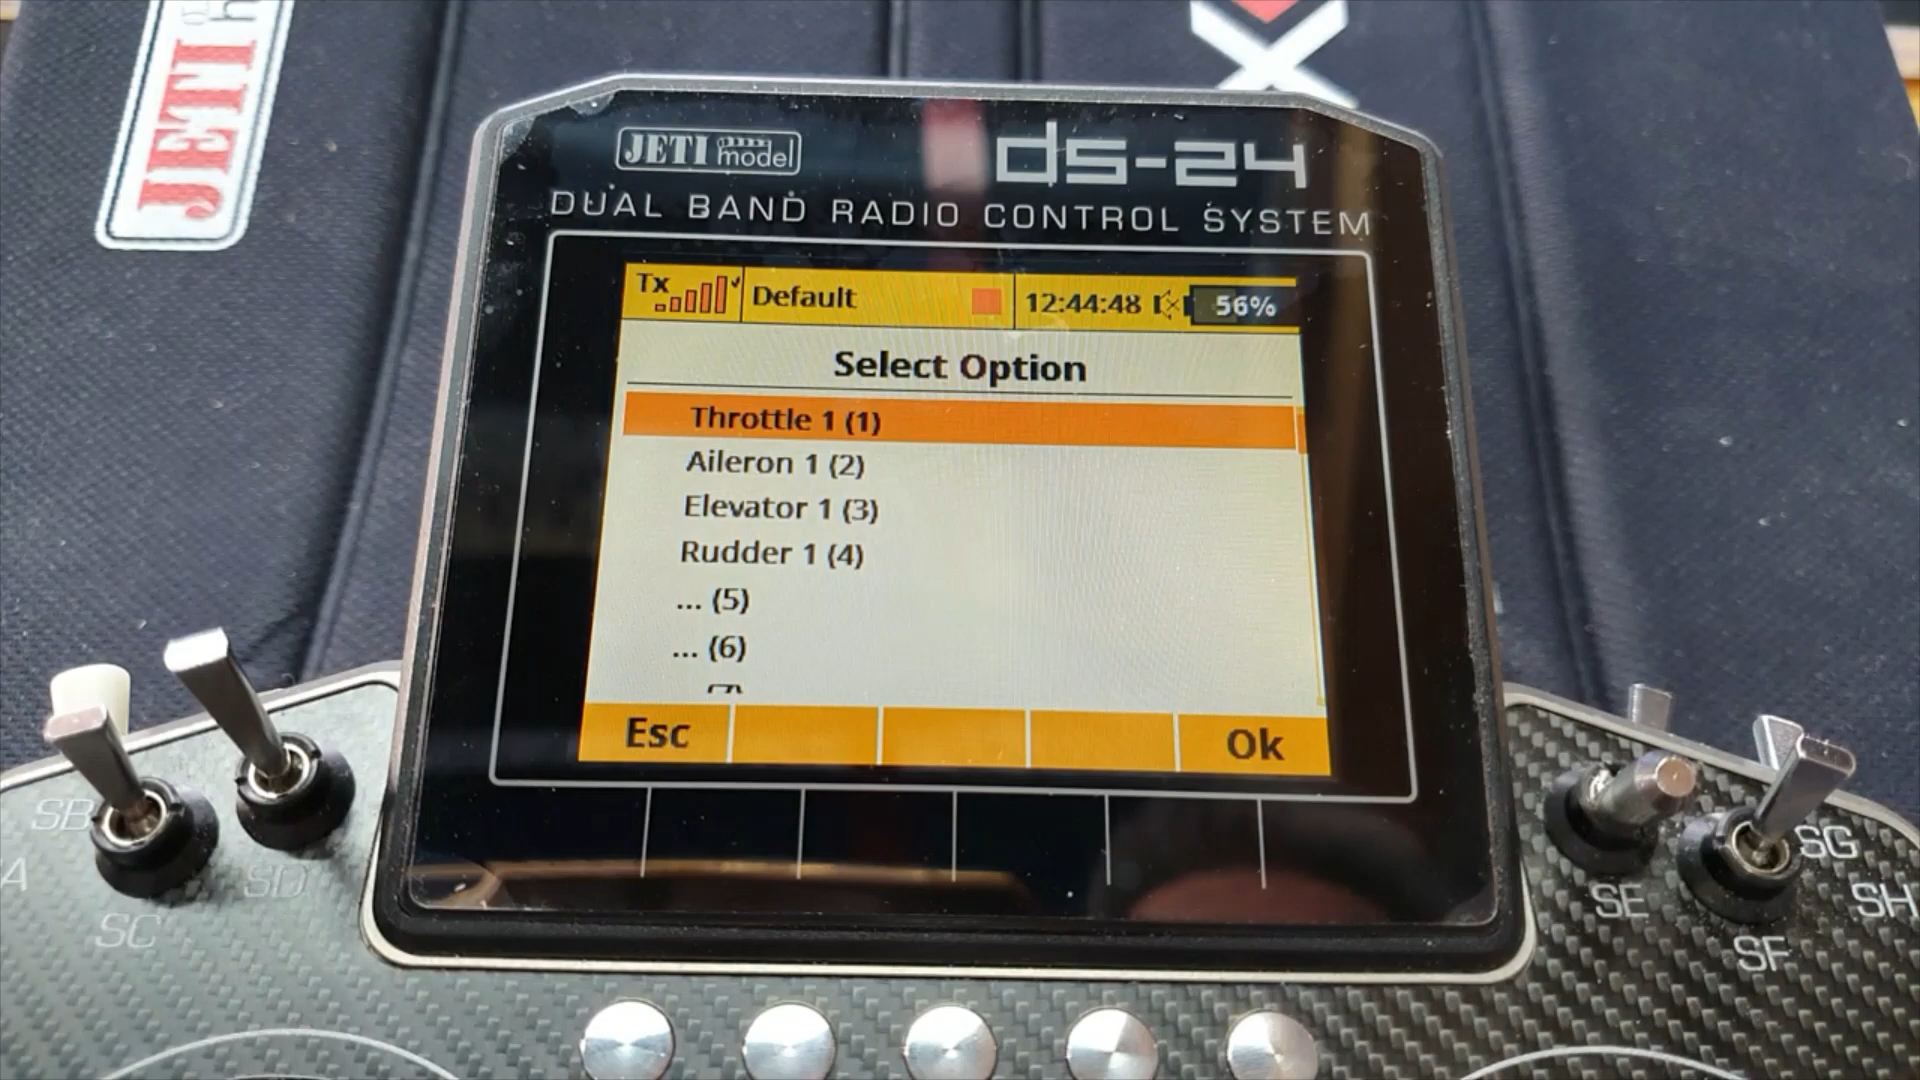 JETI
JETI model
ds-24
DUAL BAND RADIO CONTROL SYSTEM
Tx
Default
12:44:48
56%
Select Option
Throttle 1 (1)
Aileron 1 (2)
Elevator 1 (3)
Rudder 1 (4)
... (5)
... (6)
Esc
Ok
SB
SD
SC
SE
SG
SH
SF